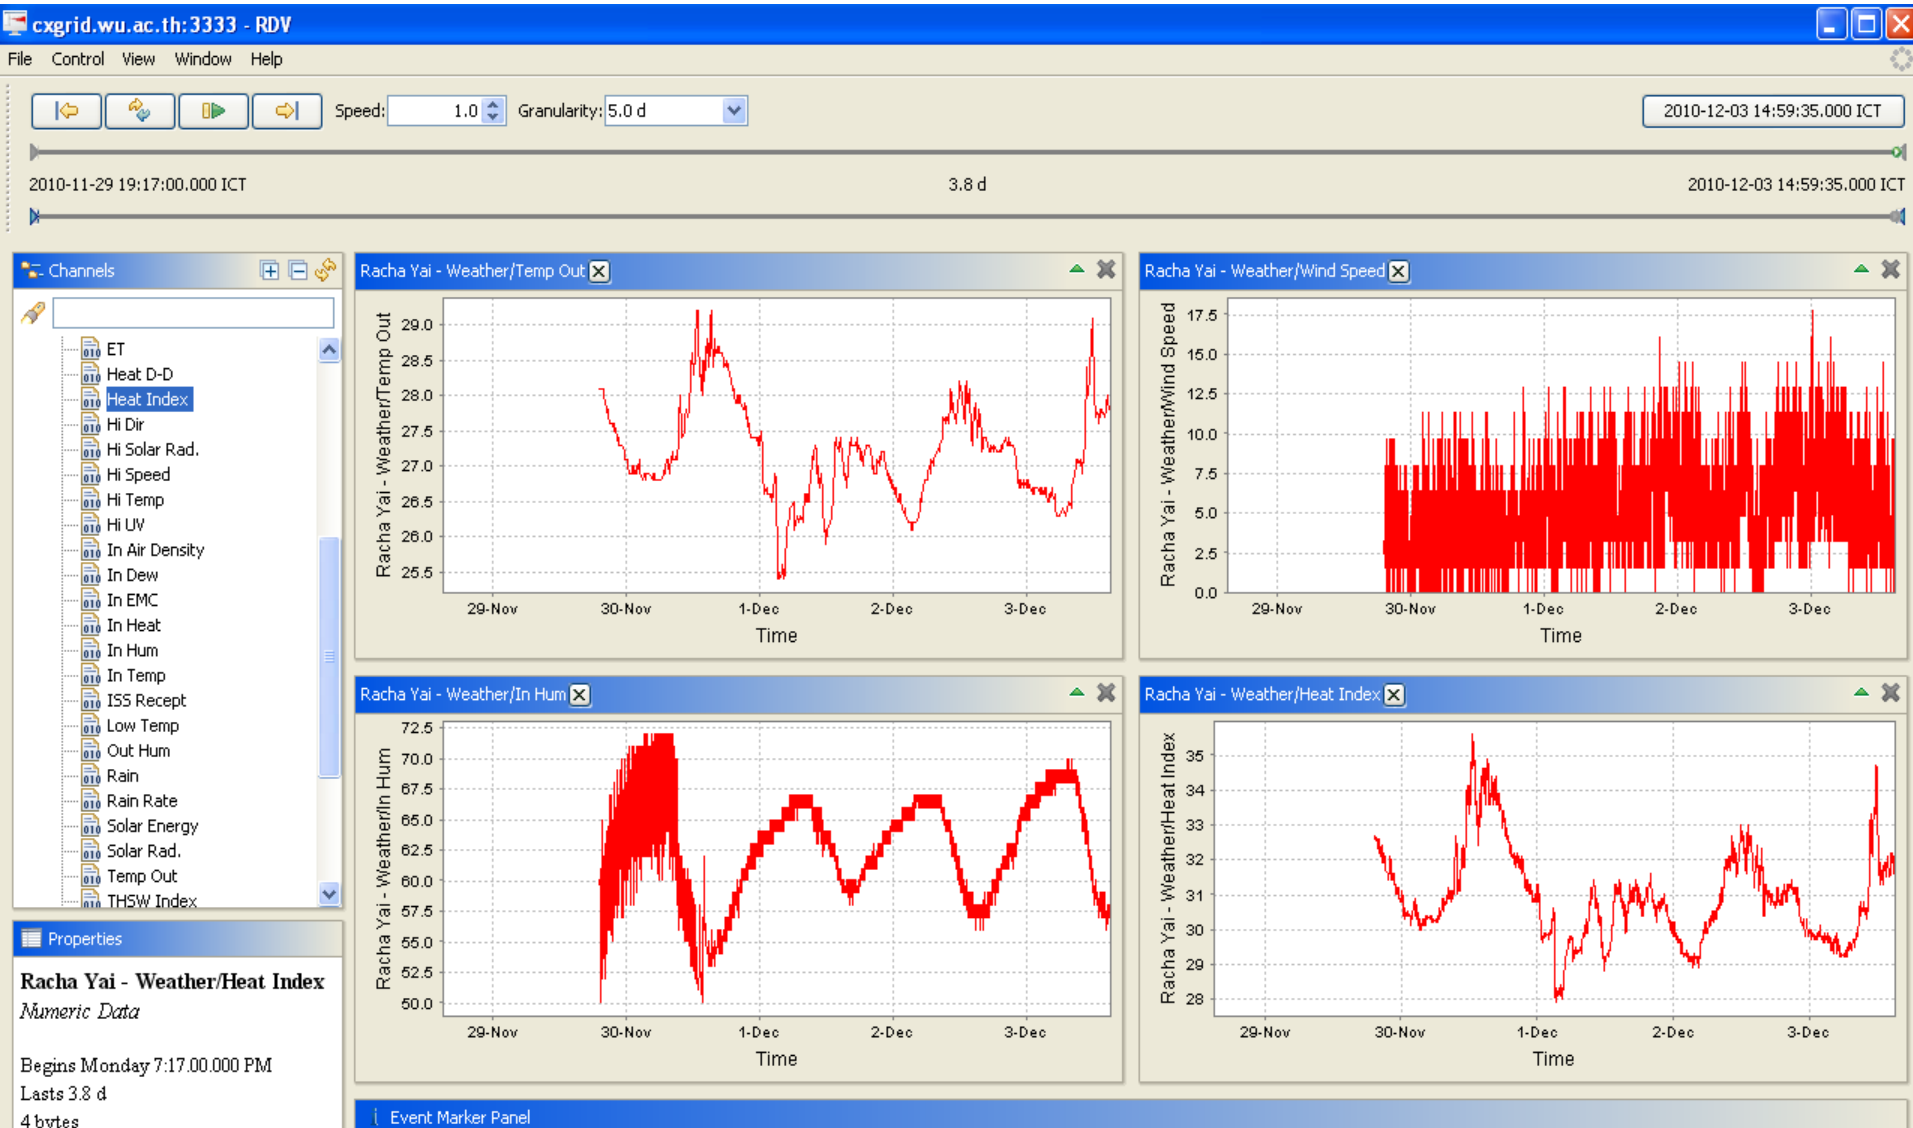 cxgrid.wu.ac.th:3333 - RDV
File Control View Window Help
Speed: 1.0 Granularity: 5.0 d 2010-12-03 14:59:35.000 ICT
2010-11-29 19:17:00.000 ICT 3.8 d 2010-12-03 14:59:35.000 ICT
Channels
ET
Heat D-D
Heat Index
Hi Dir
Hi Solar Rad.
Hi Speed
Hi Temp
Hi UV
In Air Density
In Dew
In EMC
In Heat
In Hum
In Temp
ISS Recept
Low Temp
Out Hum
Rain
Rain Rate
Solar Energy
Solar Rad.
Temp Out
THSW Index
Properties
Racha Yai - Weather/Heat Index
Numeric Data
Begins Monday 7:17.00.000 PM
Lasts 3.8 d
4 bytes
Racha Yai - Weather/Temp Out
Racha Yai - Weather/Temp Out
29.0
28.5
28.0
27.5
27.0
26.5
26.0
25.5
29-Nov 30-Nov 1-Dec 2-Dec 3-Dec
Time
Racha Yai - Weather/Wind Speed
Racha Yai - Weather/Wind Speed
17.5
15.0
12.5
10.0
7.5
5.0
2.5
0.0
29-Nov 30-Nov 1-Dec 2-Dec 3-Dec
Time
Racha Yai - Weather/In Hum
Racha Yai - Weather/In Hum
72.5
70.0
67.5
65.0
62.5
60.0
57.5
55.0
52.5
50.0
29-Nov 30-Nov 1-Dec 2-Dec 3-Dec
Time
Racha Yai - Weather/Heat Index
Racha Yai - Weather/Heat Index
35
34
33
32
31
30
29
28
29-Nov 30-Nov 1-Dec 2-Dec 3-Dec
Time
Event Marker Panel